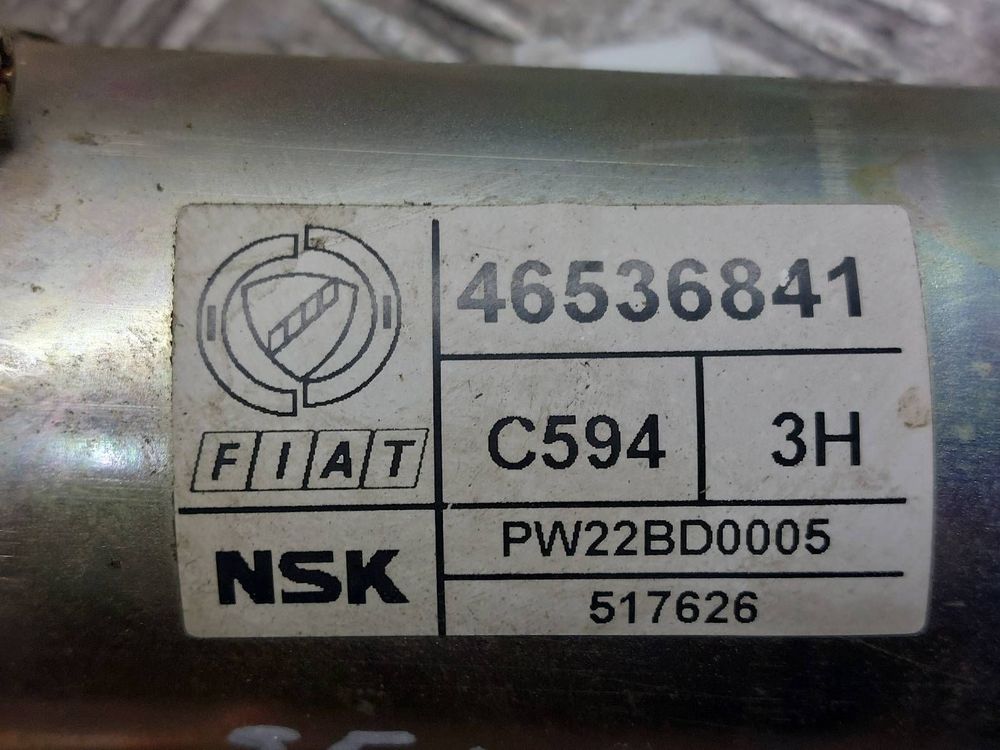 46536841
C594 3H
FIAT
PW22BD0005
NSK
517626